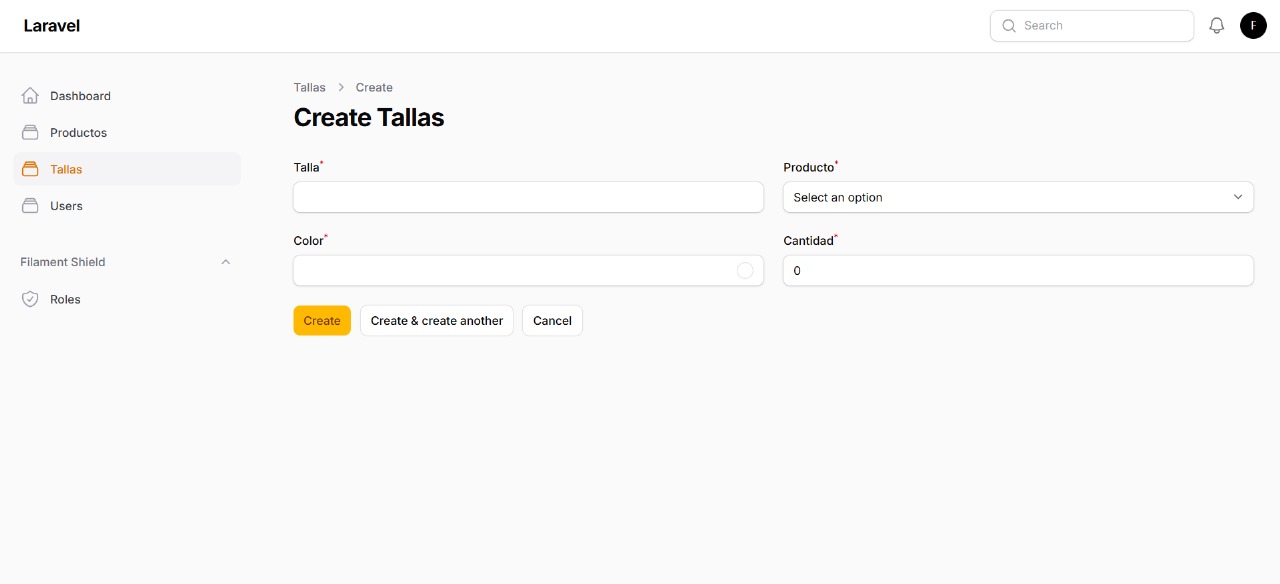 Laravel
Search
F
Dashboard
Productos
Tallas
Users
Filament Shield
Roles
Tallas > Create
Create Tallas
Talla*
Producto*
Select an option
Color*
Cantidad*
0
Create
Create & create another
Cancel